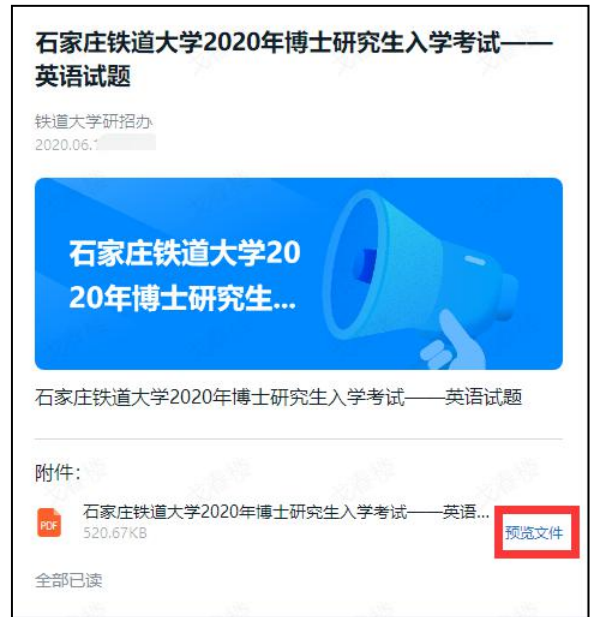 石家庄铁道大学2020年博士研究生入学考试——
英语试题
铁道大学研招办
2020.06.1
石家庄铁道大学20
20年博士研究生...
石家庄铁道大学2020年博士研究生入学考试——英语试题
附件：
PDF
石家庄铁道大学2020年博士研究生入学考试——英语...
520.67KB
预览文件
全部已读